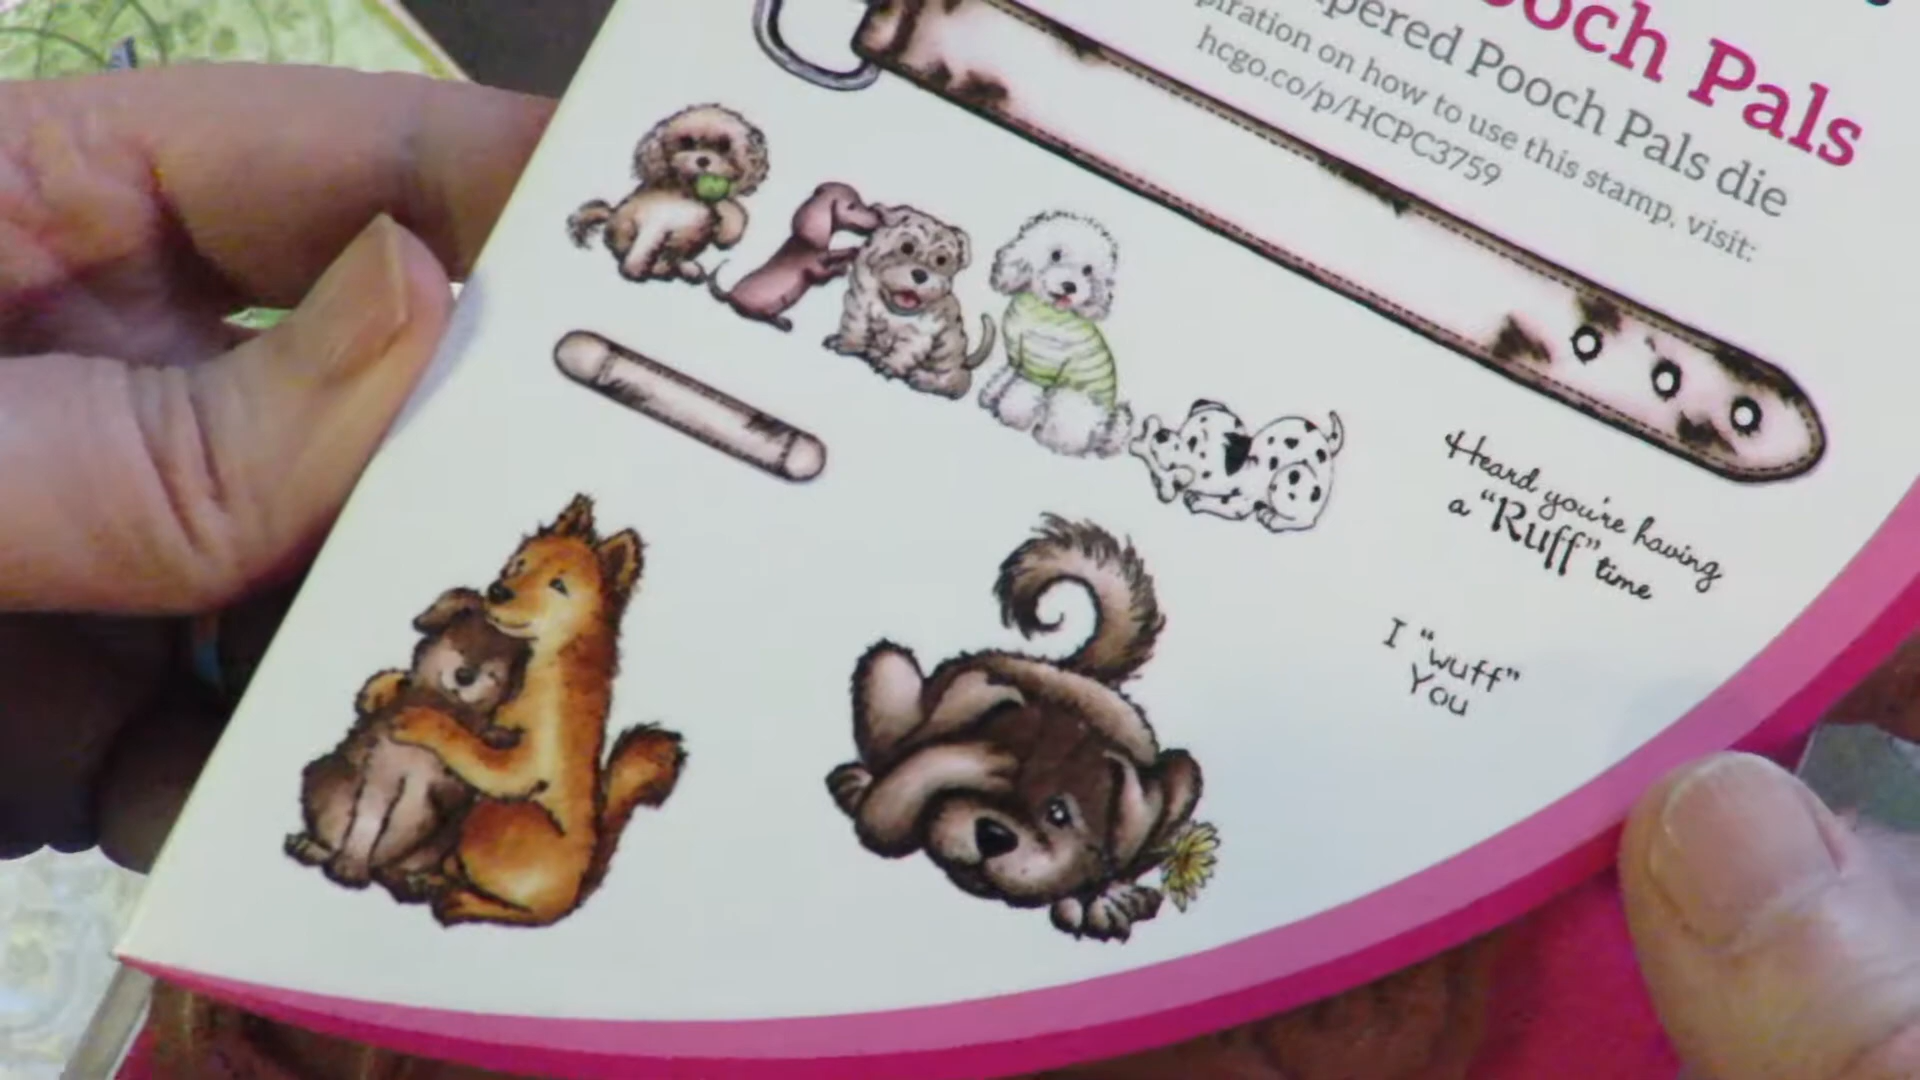 ooch Pals
pered Pooch Pals die
piration on how to use this stamp, visit:
hcgo.co/p/HCPC3759
Heard you're having
a "Ruff" time
I "wuff"
You